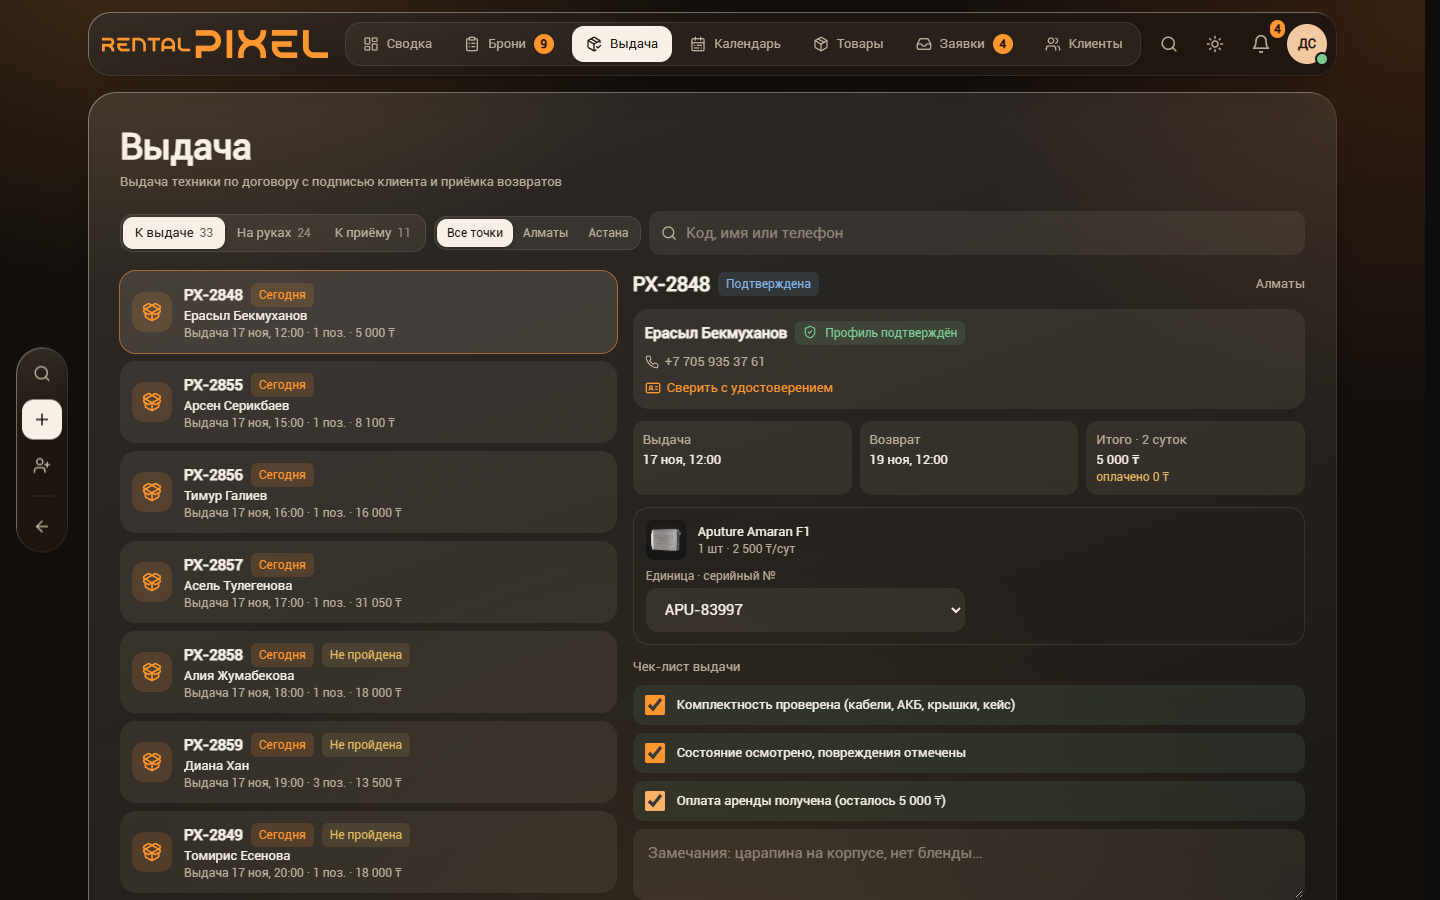 RENTAL PIXEL
Сводка
Брони 9
Выдача
Календарь
Товары
Заявки 4
Клиенты
4
ДС
Выдача
Выдача техники по договору с подписью клиента и приёмка возвратов
К выдаче 33
На руках 24
К приёму 11
Все точки
Алматы
Астана
Код, имя или телефон
PX-2848 Сегодня
Ерасыл Бекмуханов
Выдача 17 ноя, 12:00 · 1 поз. · 5 000 ₸
PX-2855 Сегодня
Арсен Серикбаев
Выдача 17 ноя, 15:00 · 1 поз. · 8 100 ₸
PX-2856 Сегодня
Тимур Галиев
Выдача 17 ноя, 16:00 · 1 поз. · 16 000 ₸
PX-2857 Сегодня
Асель Тулегенова
Выдача 17 ноя, 17:00 · 1 поз. · 31 050 ₸
PX-2858 Сегодня Не пройдена
Алия Жумабекова
Выдача 17 ноя, 18:00 · 1 поз. · 18 000 ₸
PX-2859 Сегодня Не пройдена
Диана Хан
Выдача 17 ноя, 19:00 · 3 поз. · 13 500 ₸
PX-2849 Сегодня Не пройдена
Томирис Есенова
Выдача 17 ноя, 20:00 · 1 поз. · 18 000 ₸
PX-2848 Подтверждена
Алматы
Ерасыл Бекмуханов Профиль подтверждён
+7 705 935 37 61
Сверить с удостоверением
Выдача
17 ноя, 12:00
Возврат
19 ноя, 12:00
Итого · 2 суток
5 000 ₸
оплачено 0 ₸
Aputure Amaran F1
1 шт · 2 500 ₸/сут
Единица · серийный №
APU-83997
Чек-лист выдачи
Комплектность проверена (кабели, АКБ, крышки, кейс)
Состояние осмотрено, повреждения отмечены
Оплата аренды получена (осталось 5 000 ₸)
Замечания: царапина на корпусе, нет бленды…